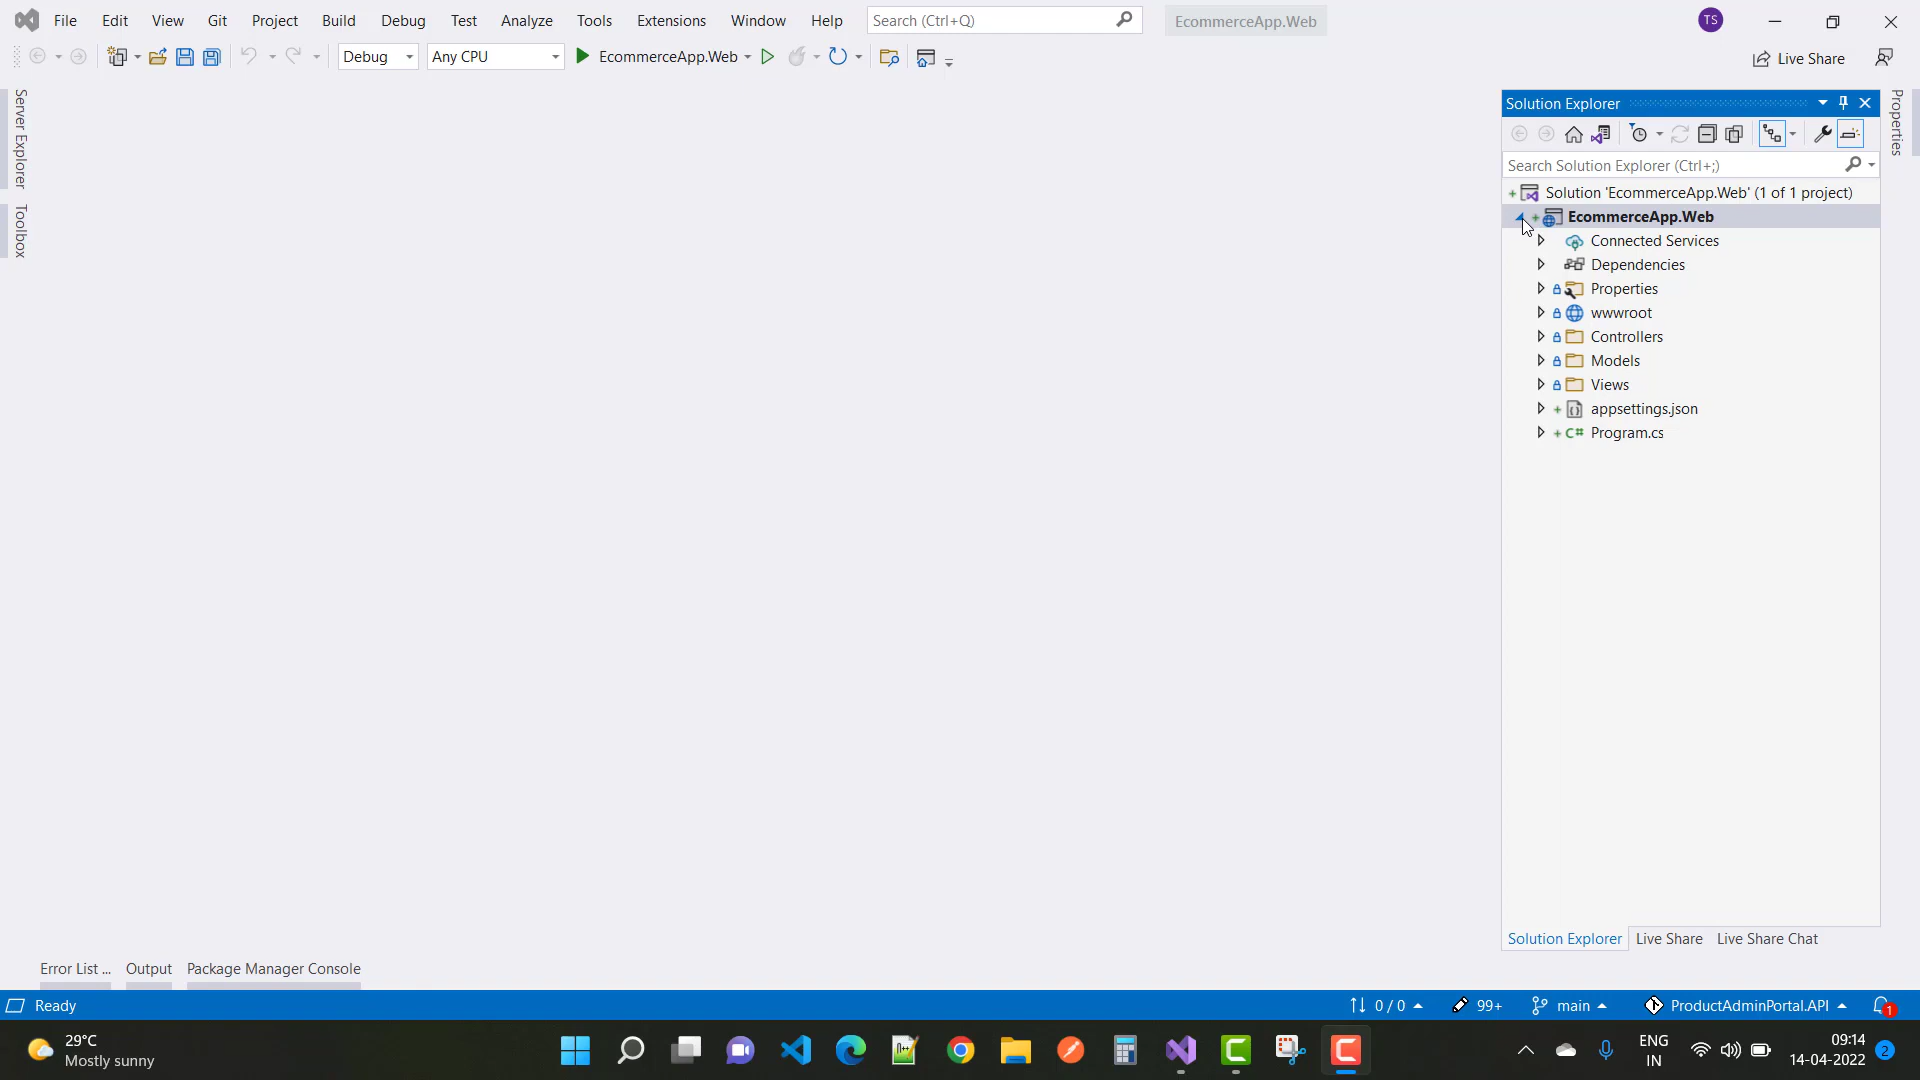 File Edit View Git Project Build Debug Test Analyze Tools Extensions Window Help Search (Ctrl+Q) EcommerceApp.Web TS
Debug Any CPU EcommerceApp.Web Live Share
Server Explorer
Toolbox
Solution Explorer
Properties
Search Solution Explorer (Ctrl+;)
Solution 'EcommerceApp.Web' (1 of 1 project)
EcommerceApp.Web
Connected Services
Dependencies
Properties
wwwroot
Controllers
Models
Views
appsettings.json
C# Program.cs
Solution Explorer Live Share Live Share Chat
Error List ... Output Package Manager Console
Ready 0 / 0 99+ main ProductAdminPortal.API 1
29°C
Mostly sunny
ENG
IN
09:14
14-04-2022 2